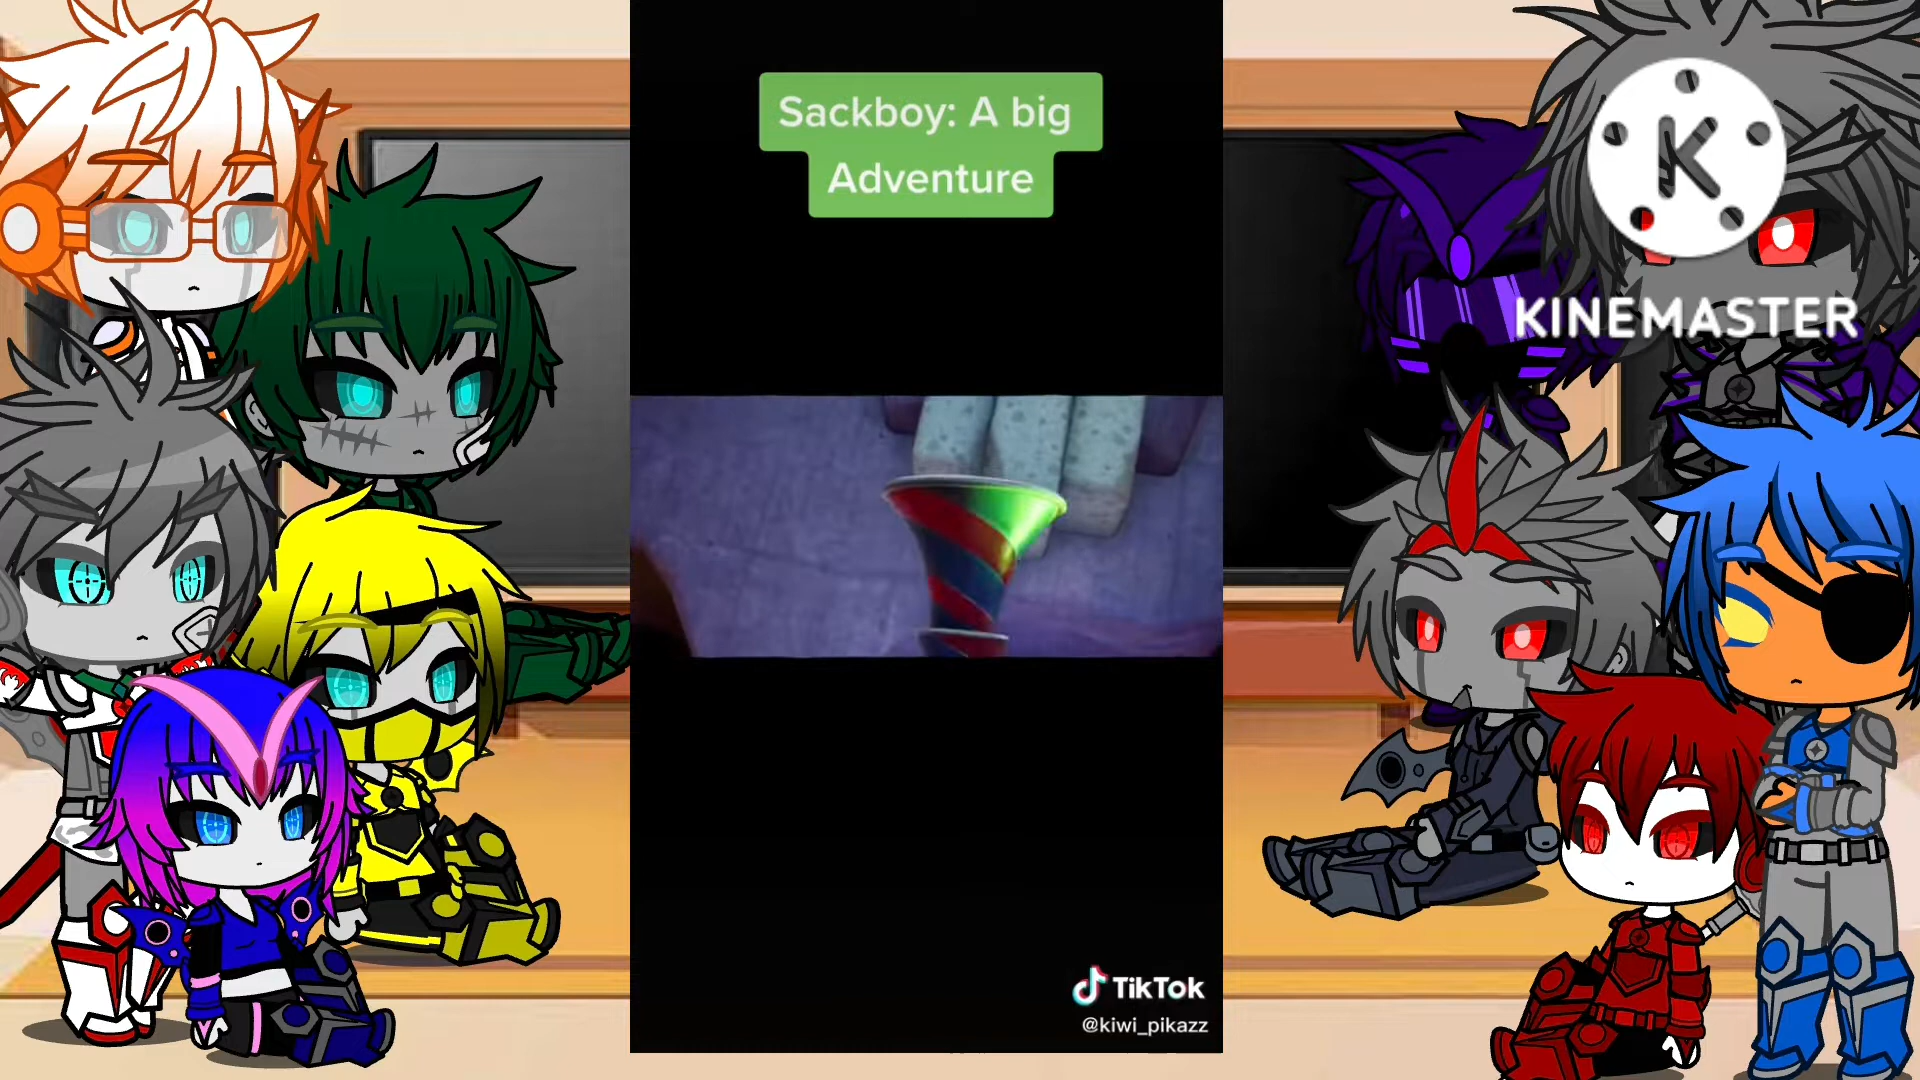 Sackboy: A big
Adventure
K
KINEMASTER
TikTok
@kiwi_pikazz